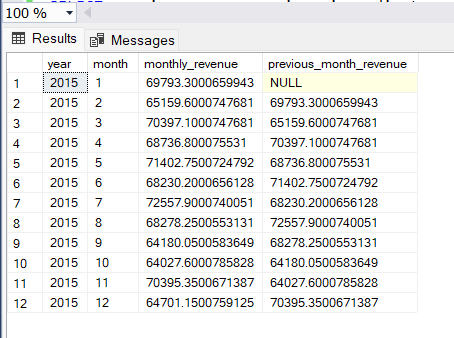 100 %
Results Messages
year month monthly_revenue previous_month_revenue
1 2015 1 69793.3000659943 NULL
2 2015 2 65159.6000747681 69793.3000659943
3 2015 3 70397.1000747681 65159.6000747681
4 2015 4 68736.800075531 70397.1000747681
5 2015 5 71402.7500724792 68736.800075531
6 2015 6 68230.2000656128 71402.7500724792
7 2015 7 72557.9000740051 68230.2000656128
8 2015 8 68278.2500553131 72557.9000740051
9 2015 9 64180.0500583649 68278.2500553131
10 2015 10 64027.6000785828 64180.0500583649
11 2015 11 70395.3500671387 64027.6000785828
12 2015 12 64701.1500759125 70395.3500671387